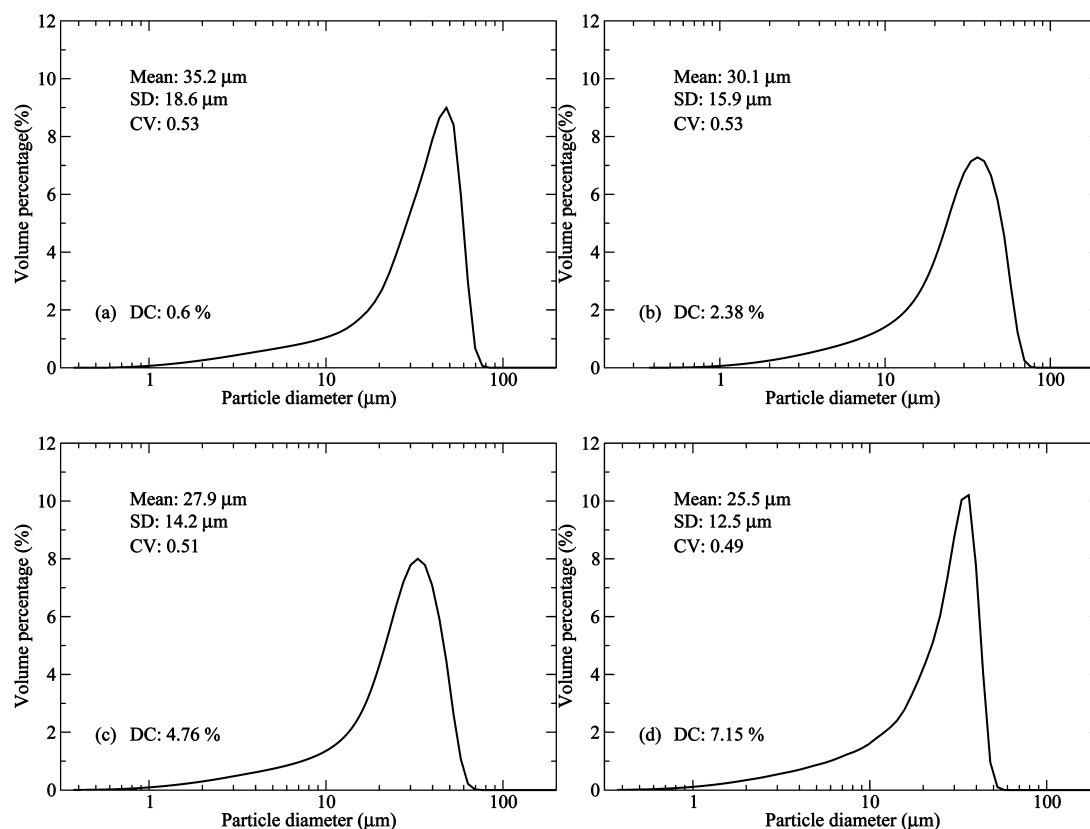 12
10
8
6
4
2
0
Volume percentage(%)
Mean: 35.2 μm
SD: 18.6 μm
CV: 0.53
(a) DC: 0.6 %
1 10 100
Particle diameter (μm)
12
10
8
6
4
2
0
Volume percentage(%)
Mean: 30.1 μm
SD: 15.9 μm
CV: 0.53
(b) DC: 2.38 %
1 10 100
Particle diameter (μm)
12
10
8
6
4
2
0
Volume percentage (%)
Mean: 27.9 μm
SD: 14.2 μm
CV: 0.51
(c) DC: 4.76 %
1 10 100
Particle diameter (μm)
12
10
8
6
4
2
0
Volume percentage (%)
Mean: 25.5 μm
SD: 12.5 μm
CV: 0.49
(d) DC: 7.15 %
1 10 100
Particle diameter (μm)